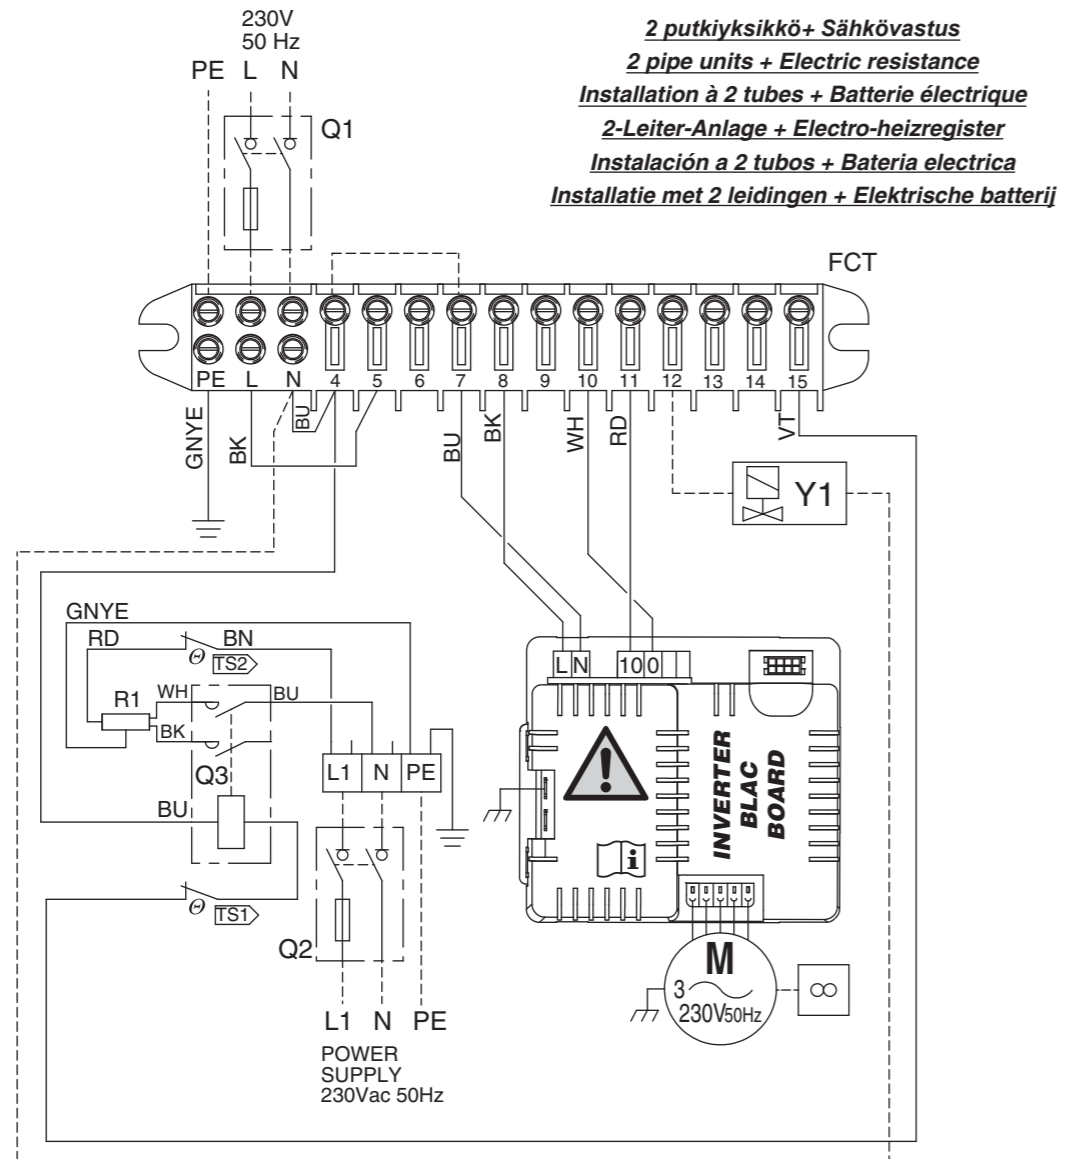 230V
50 Hz
PE L N
Q1
2 putkiyksikkö+ Sähkövastus
2 pipe units + Electric resistance
Installation à 2 tubes + Batterie électrique
2-Leiter-Anlage + Electro-heizregister
Instalación a 2 tubos + Bateria electrica
Installatie met 2 leidingen + Elektrische batterij
FCT
PE L N 4 5 6 7 8 9 10 11 12 13 14 15
GNYE
BK
BU
BU
BK
WH
RD
VT
Y1
GNYE
RD
BN
Θ TS2
R1
WH
BU
BK
Q3
BU
L1 N PE
Θ TS1
Q2
L1 N PE
POWER
SUPPLY
230Vac 50Hz
L N
10 0
INVERTER
BLAC
BOARD
!
i
M
3
230V50Hz